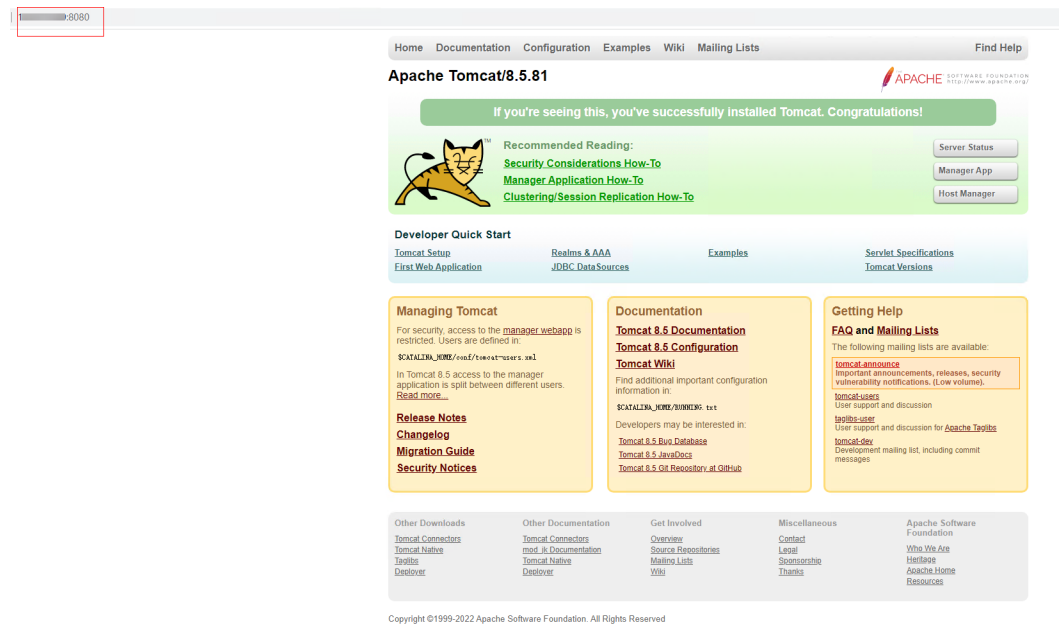 :8080
Home Documentation Configuration Examples Wiki Mailing Lists Find Help
Apache Tomcat/8.5.81
APACHE SOFTWARE FOUNDATION
http://www.apache.org/
If you're seeing this, you've successfully installed Tomcat. Congratulations!
TM
Recommended Reading:
Security Considerations How-To
Manager Application How-To
Clustering/Session Replication How-To
Server Status
Manager App
Host Manager
Developer Quick Start
Tomcat Setup
First Web Application
Realms & AAA
JDBC DataSources
Examples
Servlet Specifications
Tomcat Versions
Managing Tomcat
For security, access to the manager webapp is
restricted. Users are defined in:
$CATALINA_HOME/conf/tomcat-users.xml
In Tomcat 8.5 access to the manager
application is split between different users.
Read more...
Release Notes
Changelog
Migration Guide
Security Notices
Documentation
Tomcat 8.5 Documentation
Tomcat 8.5 Configuration
Tomcat Wiki
Find additional important configuration
information in:
$CATALINA_HOME/RUNNING.txt
Developers may be interested in:
Tomcat 8.5 Bug Database
Tomcat 8.5 JavaDocs
Tomcat 8.5 Git Repository at GitHub
Getting Help
FAQ and Mailing Lists
The following mailing lists are available:
tomcat-announce
Important announcements, releases, security
vulnerability notifications. (Low volume).
tomcat-users
User support and discussion
taglibs-user
User support and discussion for Apache Taglibs
tomcat-dev
Development mailing list, including commit
messages
Other Downloads
Tomcat Connectors
Tomcat Native
Taglibs
Deployer
Other Documentation
Tomcat Connectors
mod_jk Documentation
Tomcat Native
Deployer
Get Involved
Overview
Source Repositories
Mailing Lists
Wiki
Miscellaneous
Contact
Legal
Sponsorship
Thanks
Apache Software
Foundation
Who We Are
Heritage
Apache Home
Resources
Copyright ©1999-2022 Apache Software Foundation. All Rights Reserved